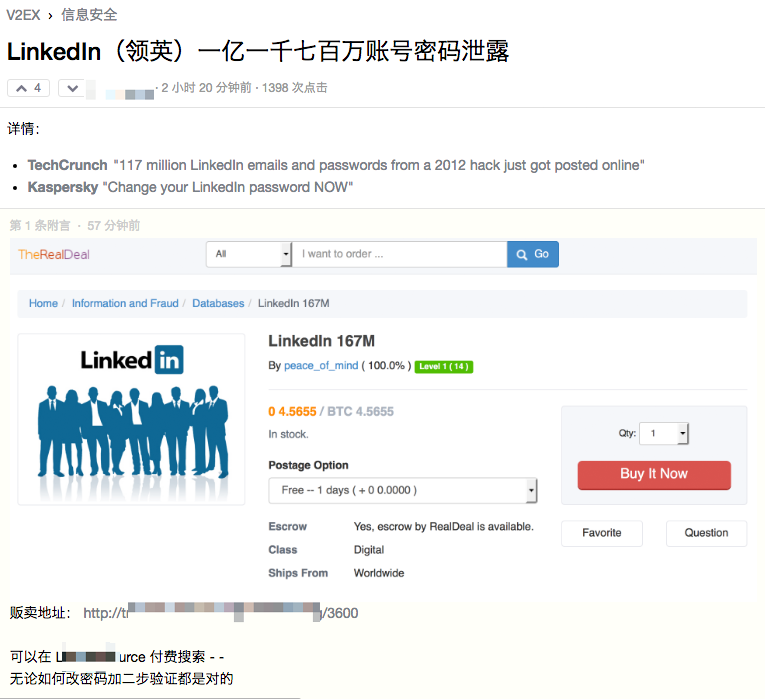 V2EX › 信息安全
LinkedIn（领英）一亿一千七百万账号密码泄露
4 · 2 小时 20 分钟前 · 1398 次点击
详情：
• TechCrunch "117 million LinkedIn emails and passwords from a 2012 hack just got posted online"
• Kaspersky "Change your LinkedIn password NOW"
第 1 条附言 · 57 分钟前
TheRealDeal All I want to order ... Go
Home / Information and Fraud / Databases / LinkedIn 167M
Linked in
LinkedIn 167M
By peace_of_mind ( 100.0% ) Level 1 ( 14 )
0 4.5655 / BTC 4.5655
In stock.
Qty: 1
Buy It Now
Postage Option
Free -- 1 days ( + 0 0.0000 )
Escrow Yes, escrow by RealDeal is available.
Favorite Question
Class Digital
Ships From Worldwide
贩卖地址： http://t /3600
可以在 L urce 付费搜索 - -
无论如何改密码加二步验证都是对的